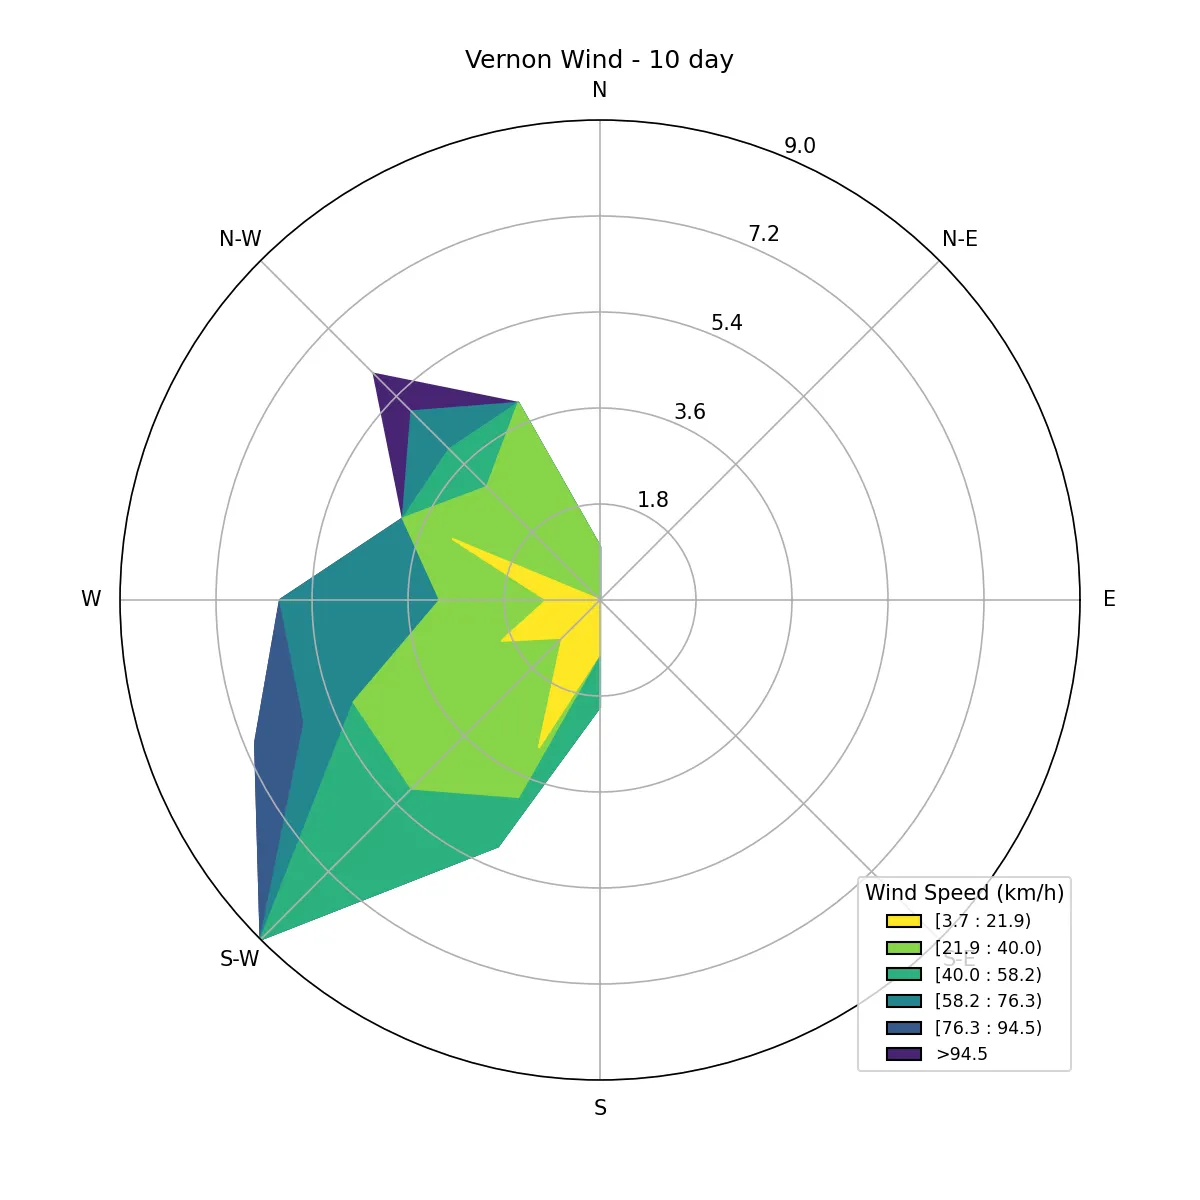 Vernon Wind - 10 day
N
9.0
7.2
N-W
N-E
5.4
3.6
1.8
W
E
S-W
S-E
S
Wind Speed (km/h)
[3.7 : 21.9)
[21.9 : 40.0)
[40.0 : 58.2)
[58.2 : 76.3)
[76.3 : 94.5)
>94.5